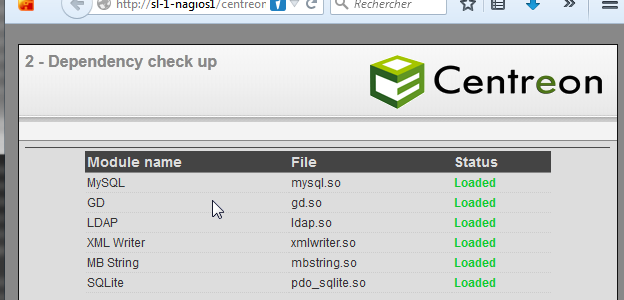 http://sl-1-nagios1/centreor
Rechercher
2 - Dependency check up
Centreon
Module name File Status
MySQL mysql.so Loaded
GD gd.so Loaded
LDAP ldap.so Loaded
XML Writer xmlwriter.so Loaded
MB String mbstring.so Loaded
SQLite pdo_sqlite.so Loaded